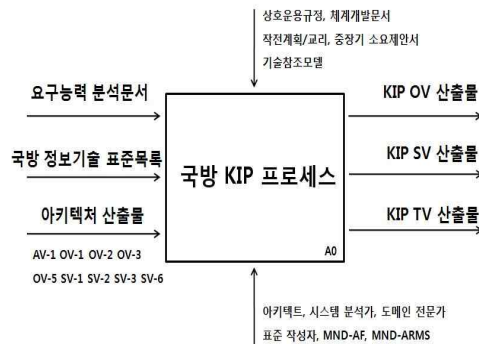 상호운용규정, 체계개발문서
작전계획/교리, 중장기 소요제안서
기술참조모델
요구능력 분석문서
국방 정보기술 표준목록
아키텍처 산출물
AV-1 OV-1 OV-2 OV-3
OV-5 SV-1 SV-2 SV-3 SV-6
국방 KIP 프로세스
A0
KIP OV 산출물
KIP SV 산출물
KIP TV 산출물
아키텍트, 시스템 분석가, 도메인 전문가
표준 작성자, MND-AF, MND-ARMS